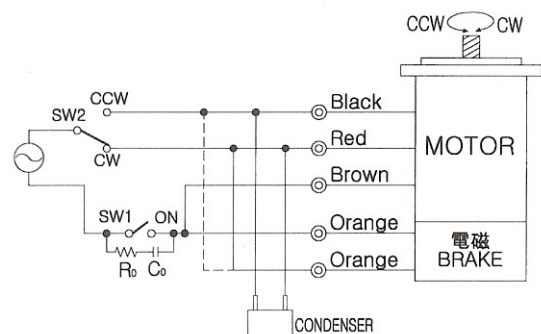 CCW CW
CCW
SW2
CW
SW1 ON
R₀ C₀
Black
Red
Brown
Orange
Orange
MOTOR
電磁
BRAKE
CONDENSER